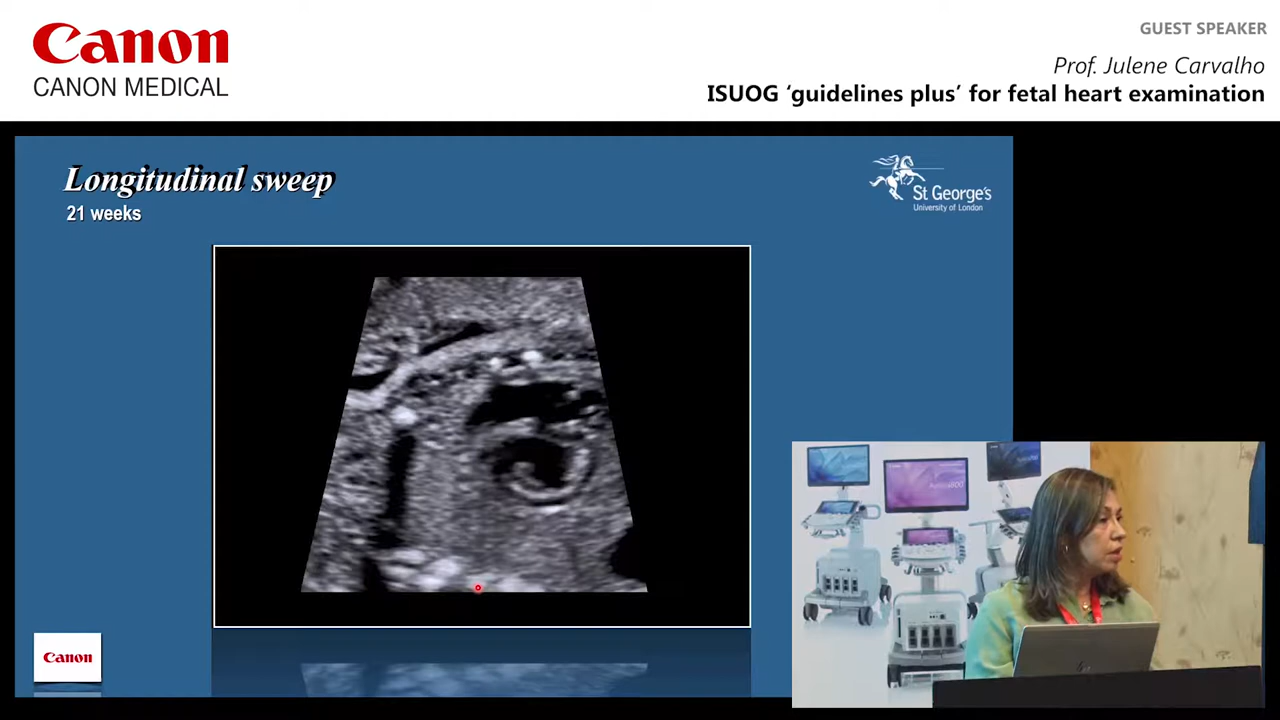 Canon
CANON MEDICAL
GUEST SPEAKER
Prof. Julene Carvalho
ISUOG ‘guidelines plus’ for fetal heart examination
Longitudinal sweep
21 weeks
St George's
University of London
Canon